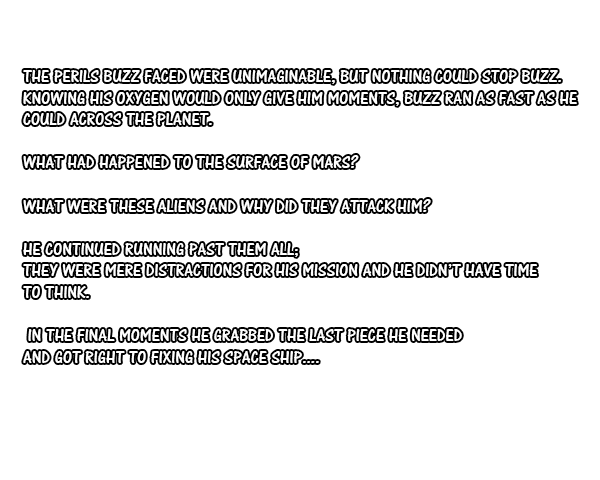 THE PERILS BUZZ FACED WERE UNIMAGINABLE, BUT NOTHING COULD STOP BUZZ.
KNOWING HIS OXYGEN WOULD ONLY GIVE HIM MOMENTS, BUZZ RAN AS FAST AS HE
COULD ACROSS THE PLANET.
WHAT HAD HAPPENED TO THE SURFACE OF MARS?
WHAT WERE THESE ALIENS AND WHY DID THEY ATTACK HIM?
HE CONTINUED RUNNING PAST THEM ALL;
THEY WERE MERE DISTRACTIONS FOR HIS MISSION AND HE DIDN'T HAVE TIME
TO THINK.
IN THE FINAL MOMENTS HE GRABBED THE LAST PIECE HE NEEDED
AND GOT RIGHT TO FIXING HIS SPACE SHIP....